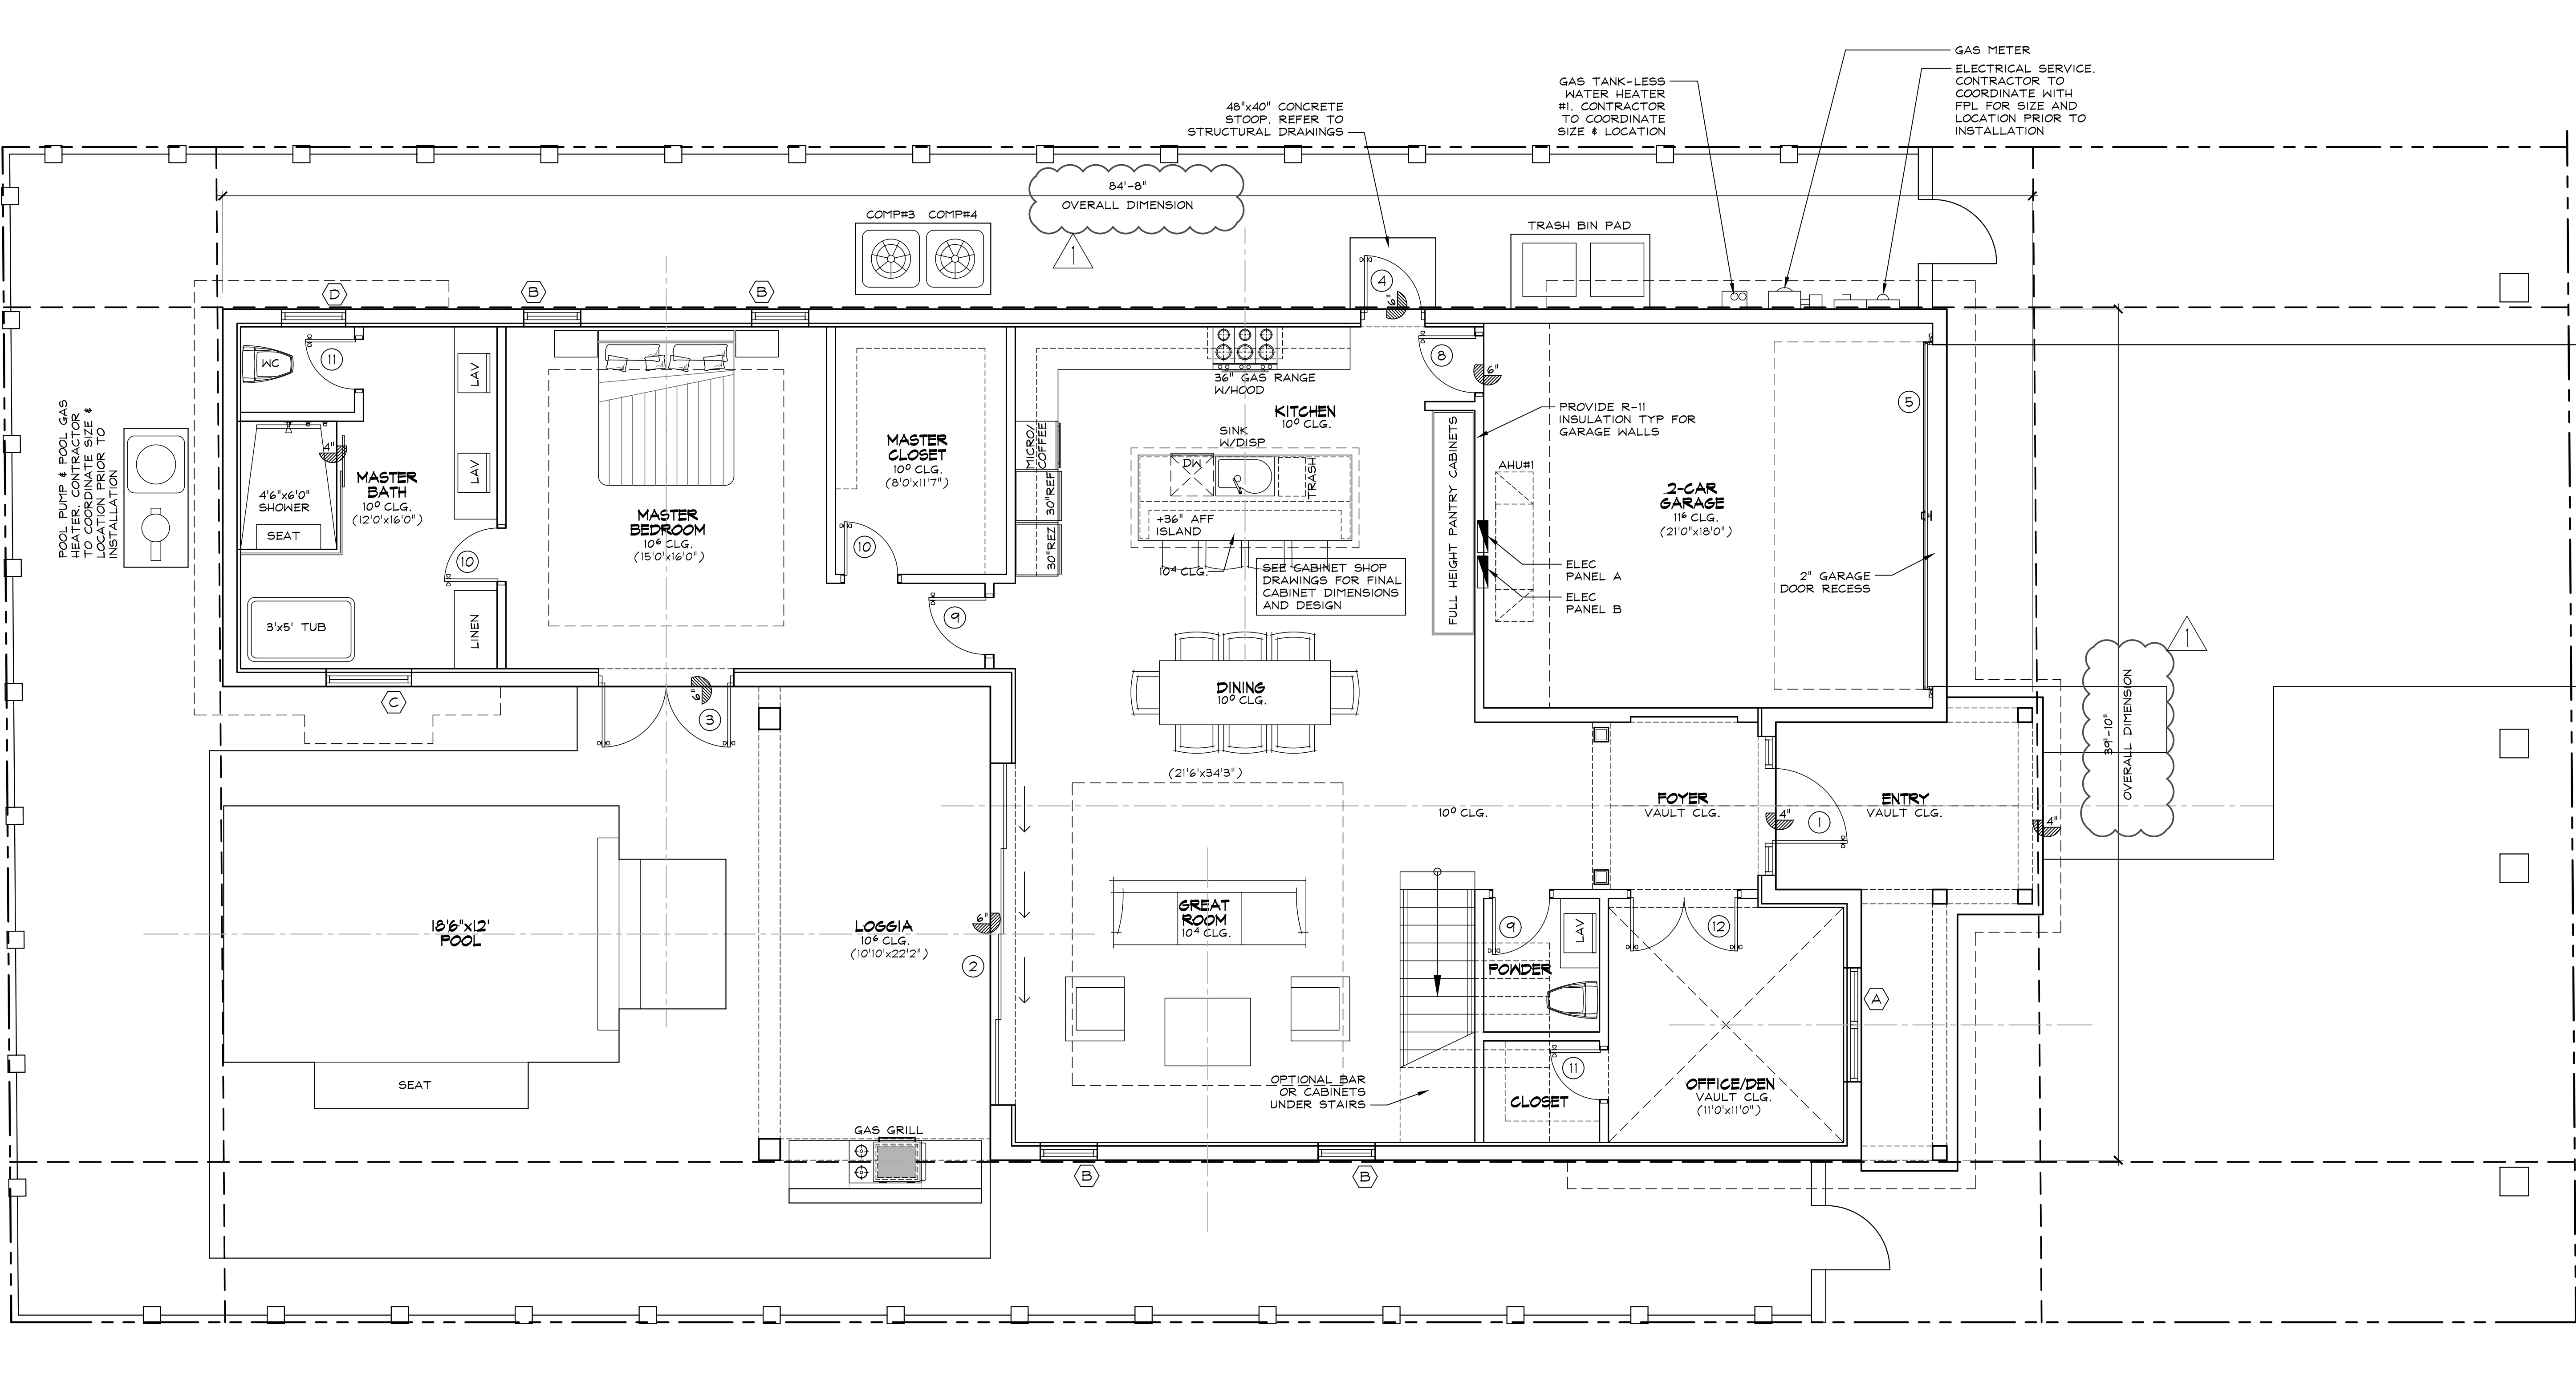 GAS METER
ELECTRICAL SERVICE.
CONTRACTOR TO
COORDINATE WITH
FPL FOR SIZE AND
LOCATION PRIOR TO
INSTALLATION
GAS TANK-LESS
WATER HEATER
#1. CONTRACTOR
TO COORDINATE
SIZE & LOCATION
48"x40" CONCRETE
STOOP. REFER TO
STRUCTURAL DRAWINGS
84'-8"
OVERALL DIMENSION
1
COMP#3 COMP#4
TRASH BIN PAD
D
B
B
4
6"
POOL PUMP & POOL GAS
HEATER. CONTRACTOR
TO COORDINATE SIZE &
LOCATION PRIOR TO
INSTALLATION
WC
11
LAV
LAV
4"
4'6"x6'0"
SHOWER
SEAT
MASTER
BATH
10⁰ CLG.
(12'0"x16'0")
10
3'x5' TUB
LINEN
C
MASTER
BEDROOM
10⁶ CLG.
(15'0"x16'0")
6"
3
MASTER
CLOSET
10⁰ CLG.
(8'0"x11'7")
10
9
36" GAS RANGE
W/HOOD
KITCHEN
10⁰ CLG.
MICRO/
COFFEE
30"REF
30"REZ
SINK
W/DISP
DW
TRASH
+36" AFF
ISLAND
10⁴ CLG.
SEE CABINET SHOP
DRAWINGS FOR FINAL
CABINET DIMENSIONS
AND DESIGN
FULL HEIGHT PANTRY CABINETS
8
6"
PROVIDE R-11
INSULATION TYP FOR
GARAGE WALLS
AHU#1
ELEC
PANEL A
ELEC
PANEL B
2-CAR
GARAGE
11⁶ CLG.
(21'0"x18'0")
5
2" GARAGE
DOOR RECESS
1
39'-10"
OVERALL DIMENSION
DINING
10⁰ CLG.
(21'6"x34'3")
10⁰ CLG.
FOYER
VAULT CLG.
4"
1
ENTRY
VAULT CLG.
4"
18'6"x12'
POOL
SEAT
LOGGIA
10⁶ CLG.
(10'10"x22'2")
6"
2
GAS GRILL
GREAT
ROOM
10⁴ CLG.
9
LAV
POWDER
12
A
OPTIONAL BAR
OR CABINETS
UNDER STAIRS
11
CLOSET
OFFICE/DEN
VAULT CLG.
(11'0"x11'0")
B
B